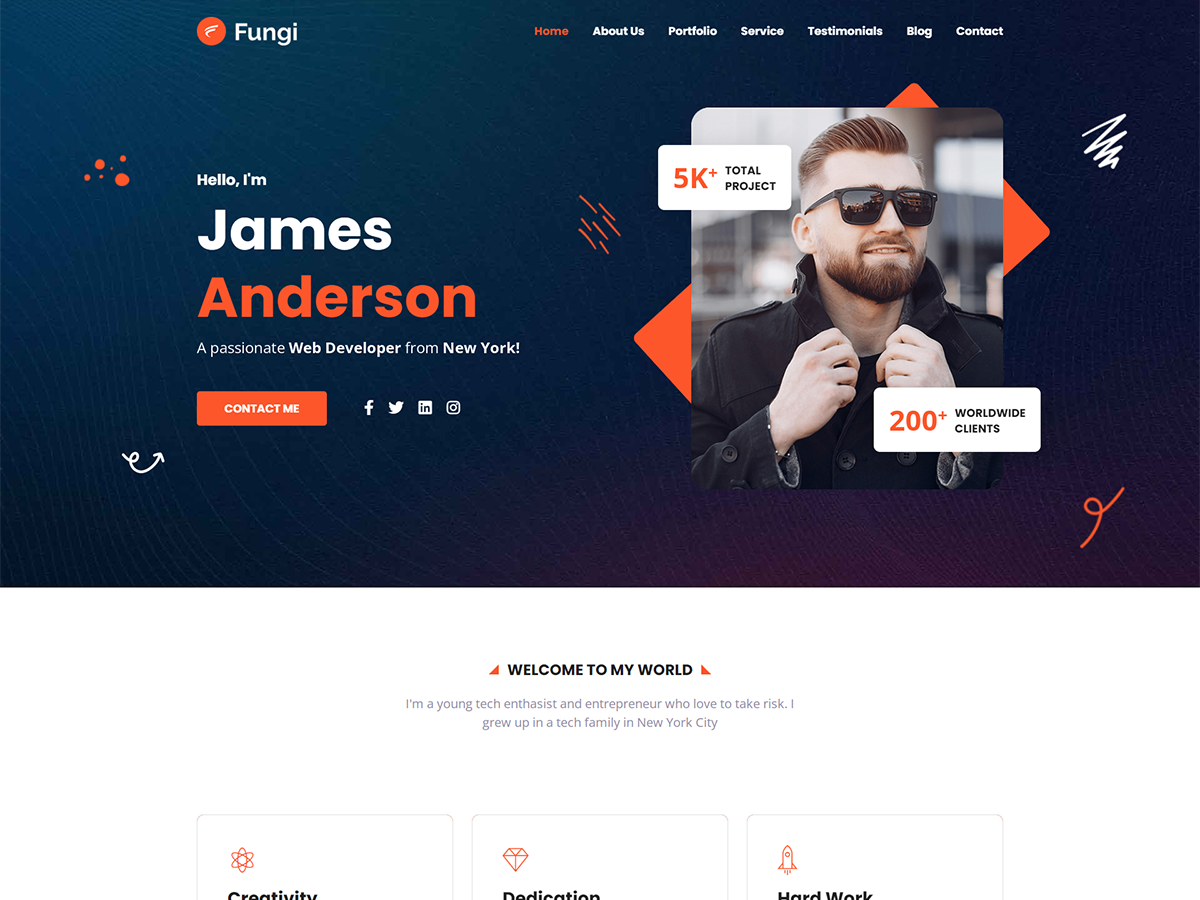 Fungi
Home About Us Portfolio Service Testimonials Blog Contact
Hello, I'm
James
Anderson
A passionate Web Developer from New York!
CONTACT ME
5K+ TOTAL
PROJECT
200+ WORLDWIDE
CLIENTS
WELCOME TO MY WORLD
I'm a young tech enthasist and entrepreneur who love to take risk. I
grew up in a tech family in New York City
Creativity
Dedication
Hard Work